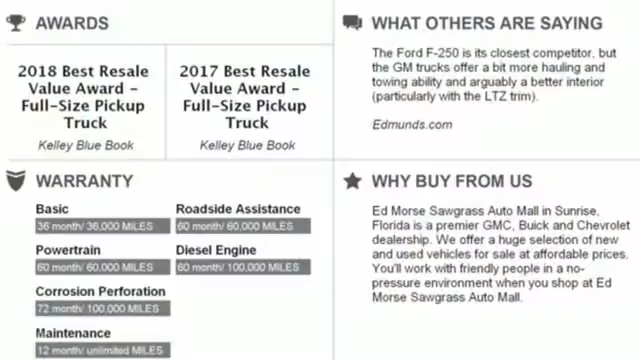 AWARDS
2018 Best Resale
Value Award –
Full-Size Pickup
Truck
Kelley Blue Book
2017 Best Resale
Value Award –
Full-Size Pickup
Truck
Kelley Blue Book
WHAT OTHERS ARE SAYING
The Ford F-250 is its closest competitor, but
the GM trucks offer a bit more hauling and
towing ability and arguably a better interior
(particularly with the LTZ trim).
Edmunds.com
WARRANTY
Basic
36 month/ 36,000 MILES
Roadside Assistance
60 month/ 60,000 MILES
Powertrain
60 month/ 60,000 MILES
Diesel Engine
60 month/ 100,000 MILES
Corrosion Perforation
72 month/ 100,000 MILES
Maintenance
12 month/ unlimited MILES
WHY BUY FROM US
Ed Morse Sawgrass Auto Mall in Sunrise,
Florida is a premier GMC, Buick and Chevrolet
dealership. We offer a huge selection of new
and used vehicles for sale at affordable prices.
You'll work with friendly people in a no-
pressure environment when you shop at Ed
Morse Sawgrass Auto Mall.